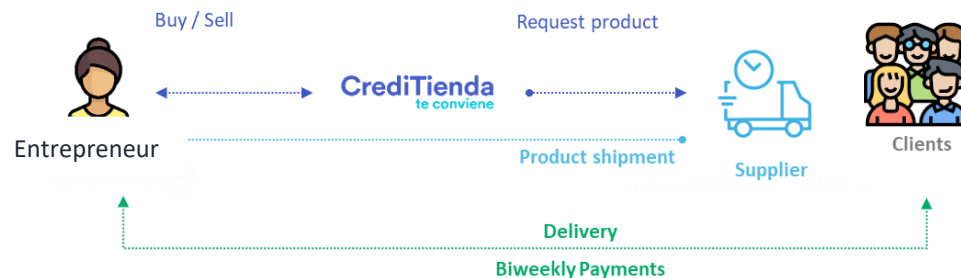 Buy / Sell
Request product
CrediTienda
te conviene
Entrepreneur
Product shipment
Supplier
Clients
Delivery
Biweekly Payments